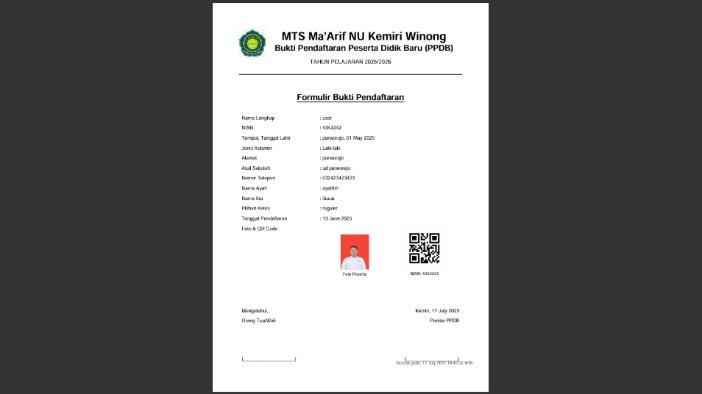 MTS Ma'Arif NU Kemiri Winong
Bukti Pendaftaran Peserta Didik Baru (PPDB)
TAHUN PELAJARAN 2025/2026
Formulir Bukti Pendaftaran
Nama Lengkap : user
NISN : 4342242
Tempat, Tanggal Lahir : purworejo, 01 May 2025
Jenis Kelamin : Laki-laki
Alamat : purworejo
Asal Sekolah : sd purworejo
Nomor Telepon : 032423423423
Nama Ayah : ayahhh
Nama Ibu : ibuuu
Pilihan Kelas : reguler
Tanggal Pendaftaran : 13 June 2025
Foto & QR Code
Foto Peserta
NISN: 4342242
Mengetahui,
Orang Tua/Wali
Kemiri, 17 July 2025
Panitia PPDB
(____________________)
(____________________)
Dicetak pada: 17 July 2025 WIB